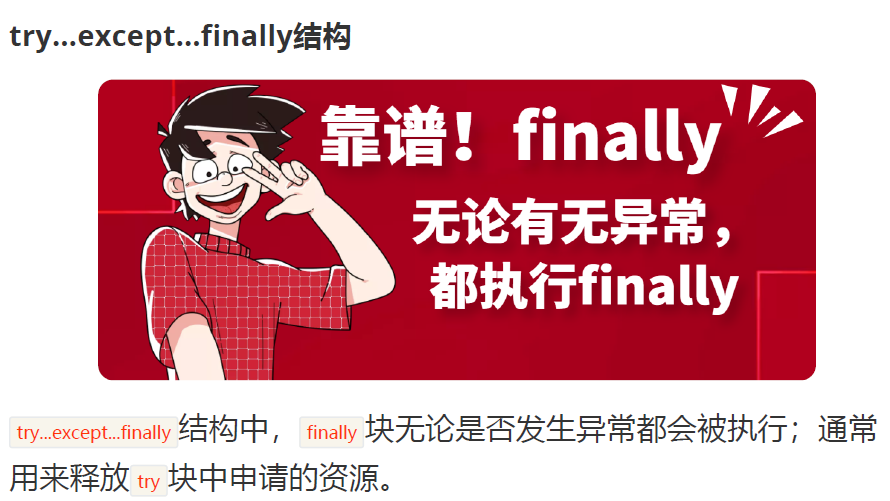 try...except...finally结构
靠谱！finally
无论有无异常，
都执行finally
try...except...finally结构中，finally块无论是否发生异常都会被执行；通常
用来释放try块中申请的资源。